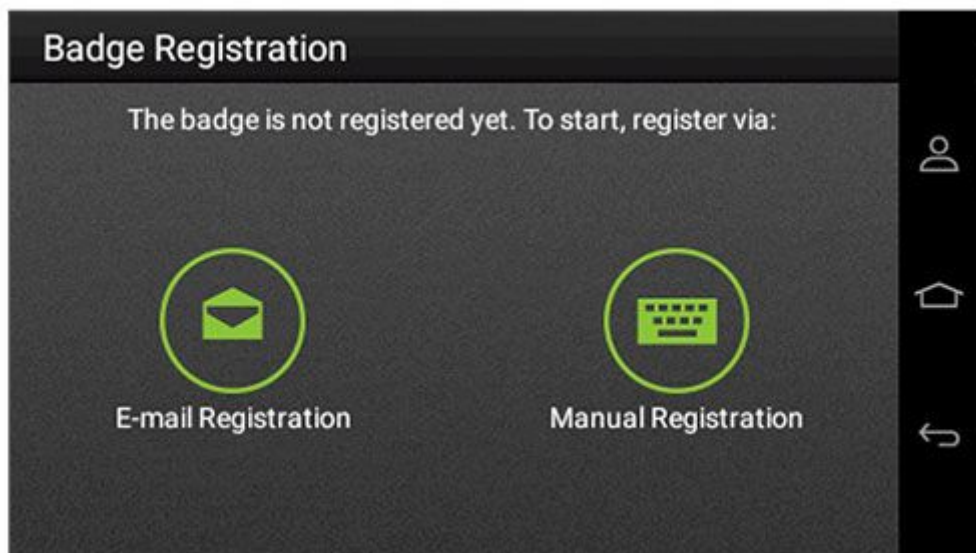 Badge Registration
The badge is not registered yet. To start, register via:
E-mail Registration
Manual Registration